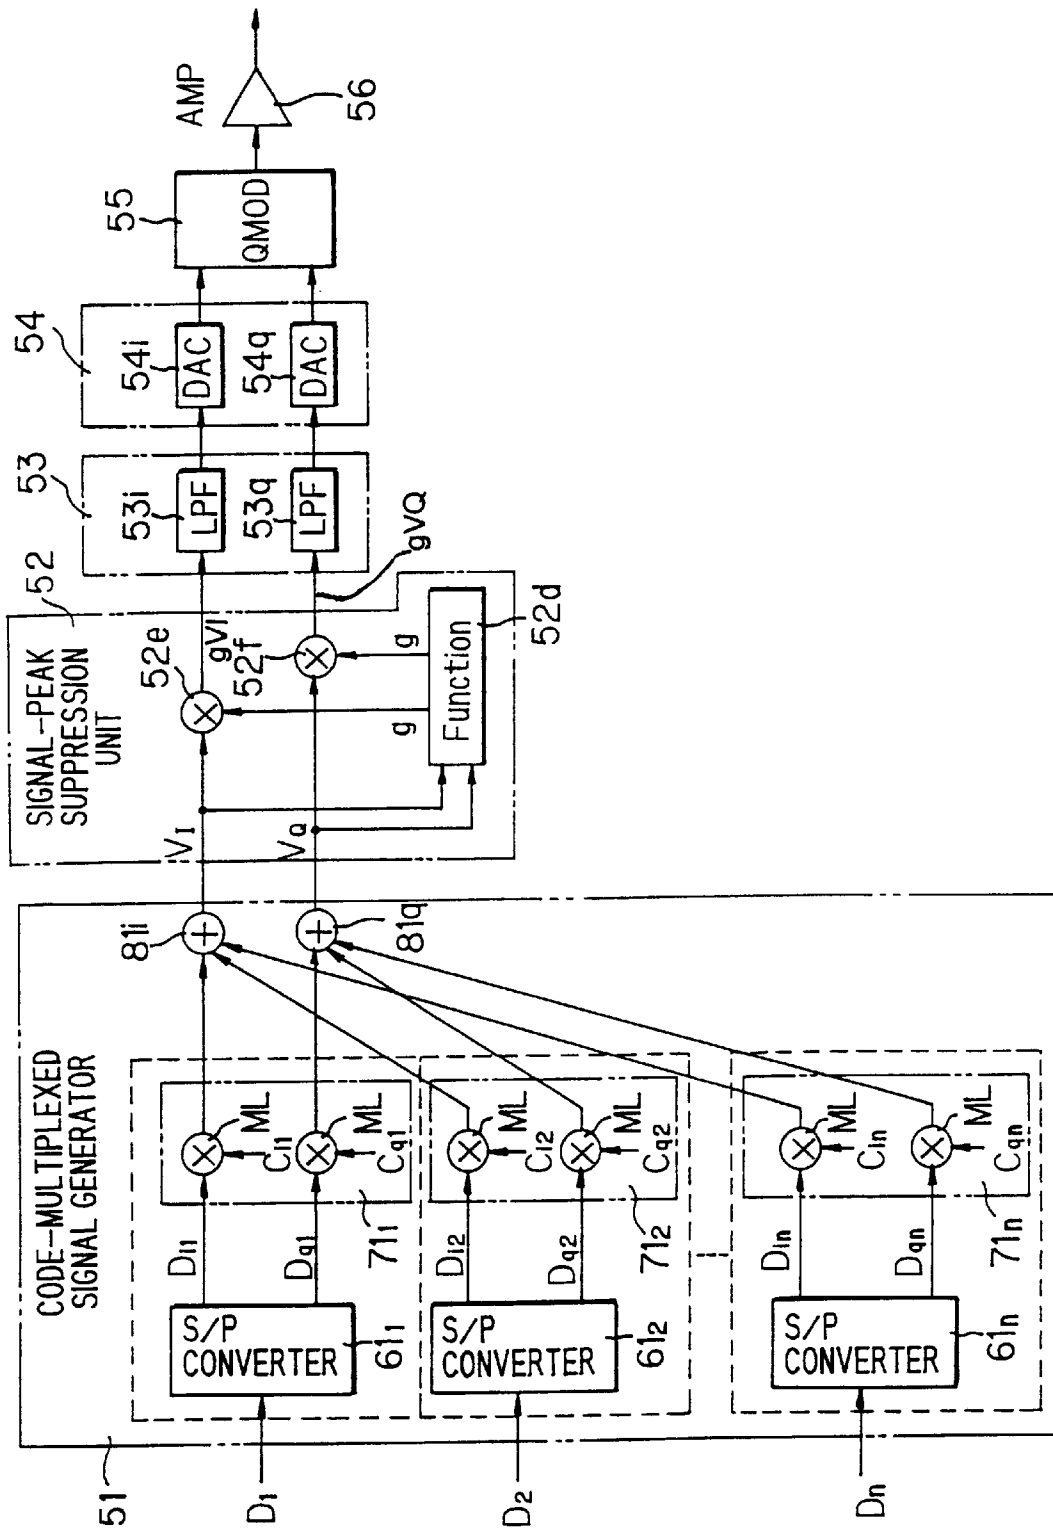 51
CODE-MULTIPLEXED
SIGNAL GENERATOR
D1
S/P
CONVERTER
611
Di1
Dq1
ML
Ci1
ML
Cq1
711
D2
S/P
CONVERTER
612
Di2
Dq2
ML
Ci2
ML
Cq2
712
Dn
S/P
CONVERTER
61n
Din
Dqn
ML
Cin
ML
Cqn
71n
81i
81q
VI
VQ
SIGNAL-PEAK
SUPPRESSION
UNIT
52
52e
gVI
52f
g
g
Function
52d
gVQ
53
53i
LPF
53q
LPF
54
54i
DAC
54q
DAC
55
QMOD
AMP
56